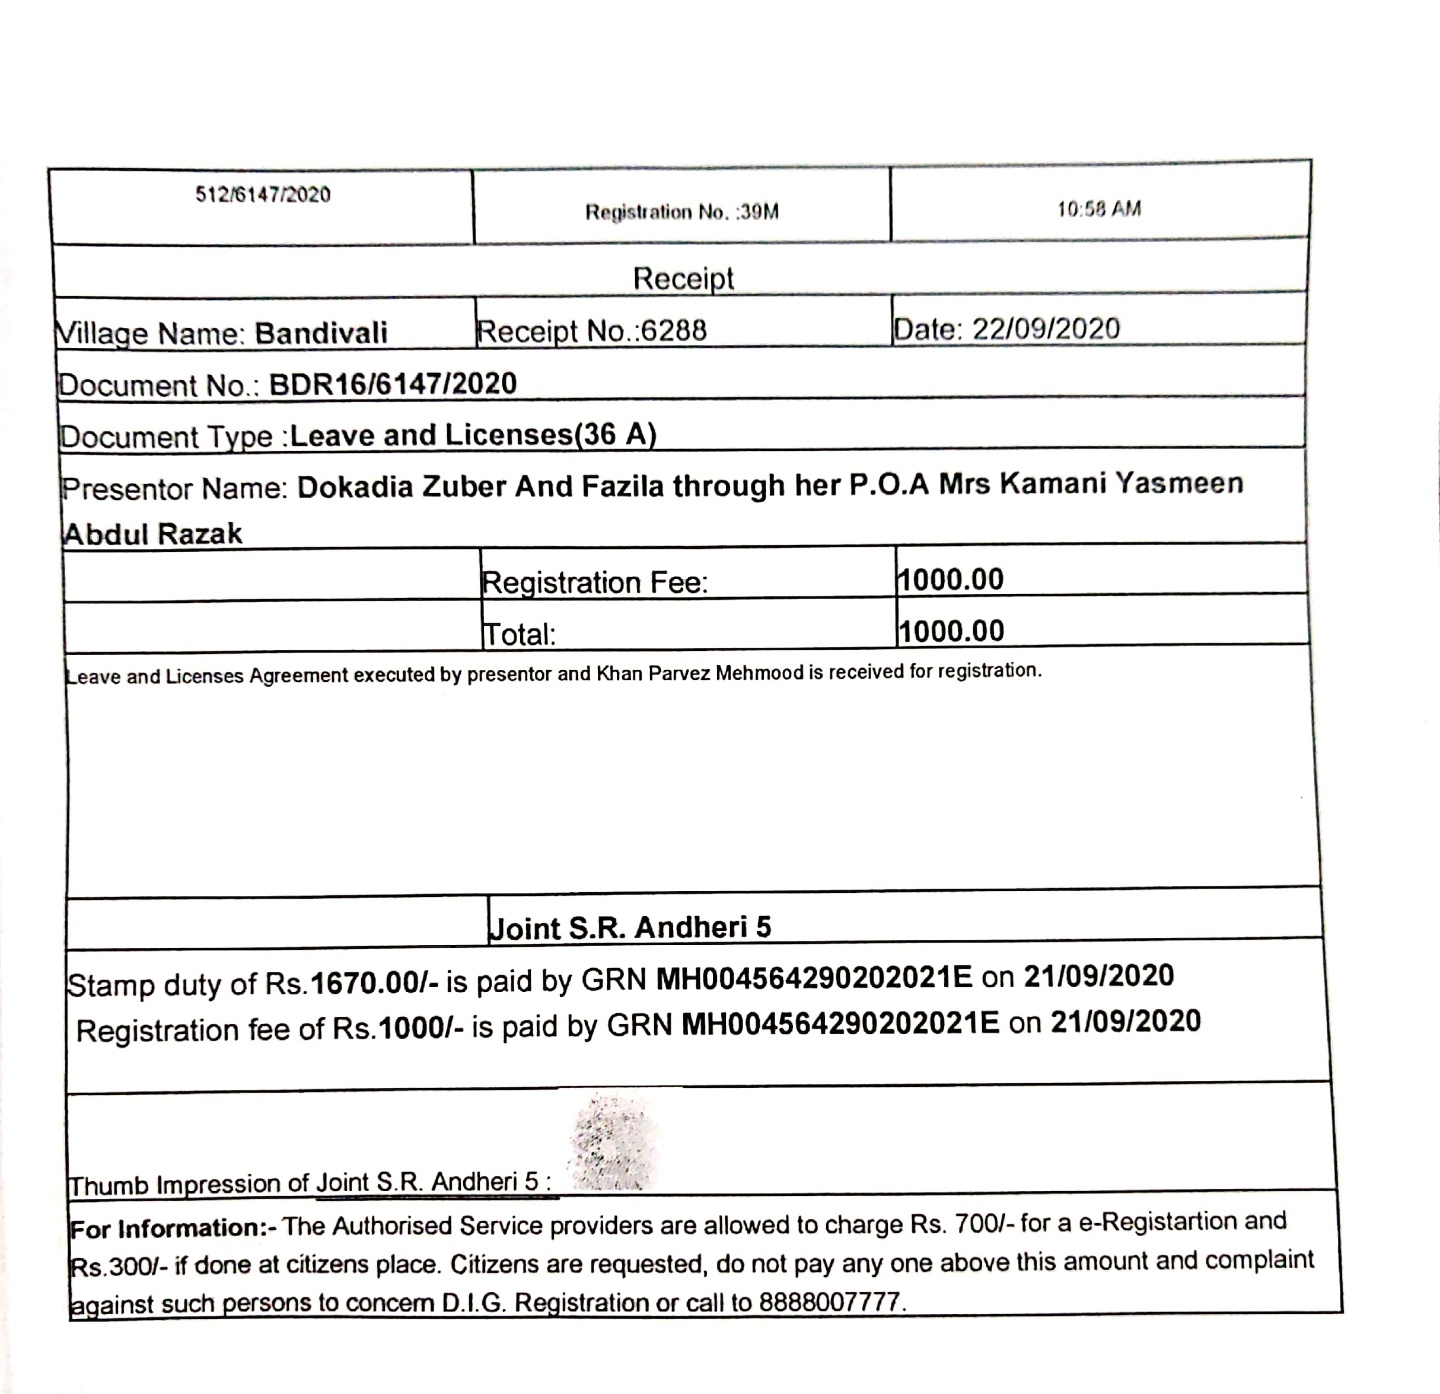 512/6147/2020
Registration No. :39M
10:58 AM
Receipt
Village Name: Bandivali
Receipt No.:6288
Date: 22/09/2020
Document No.: BDR16/6147/2020
Document Type :Leave and Licenses(36 A)
Presentor Name: Dokadia Zuber And Fazila through her P.O.A Mrs Kamani Yasmeen
Abdul Razak
Registration Fee:
1000.00
Total:
1000.00
Leave and Licenses Agreement executed by presentor and Khan Parvez Mehmood is received for registration.
Joint S.R. Andheri 5
Stamp duty of Rs.1670.00/- is paid by GRN MH004564290202021E on 21/09/2020
Registration fee of Rs.1000/- is paid by GRN MH004564290202021E on 21/09/2020
Thumb Impression of Joint S.R. Andheri 5 :
For Information:- The Authorised Service providers are allowed to charge Rs. 700/- for a e-Registartion and
Rs.300/- if done at citizens place. Citizens are requested, do not pay any one above this amount and complaint
against such persons to concern D.I.G. Registration or call to 8888007777.